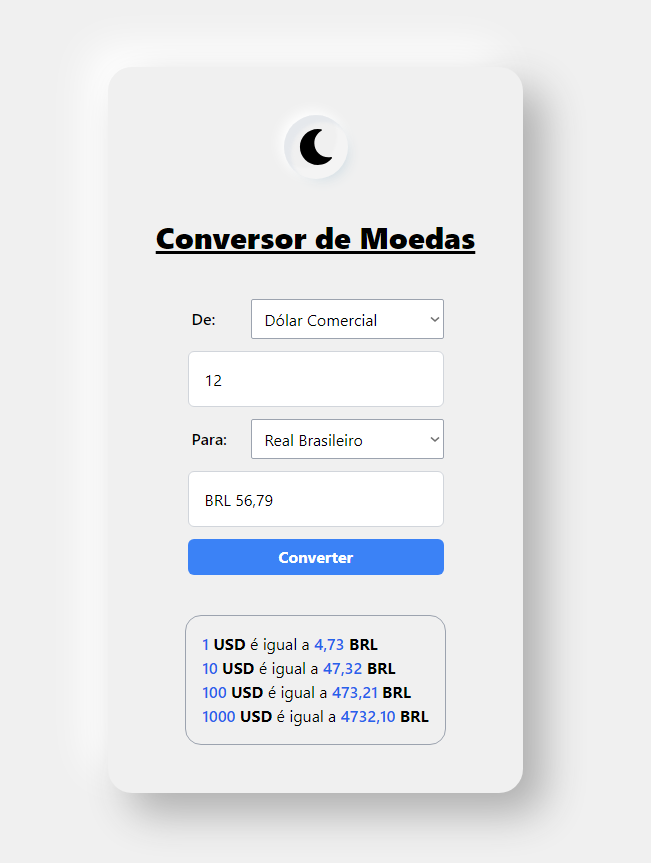 Conversor de Moedas
De: Dólar Comercial
12
Para: Real Brasileiro
BRL 56,79
Converter
1 USD é igual a 4,73 BRL
10 USD é igual a 47,32 BRL
100 USD é igual a 473,21 BRL
1000 USD é igual a 4732,10 BRL